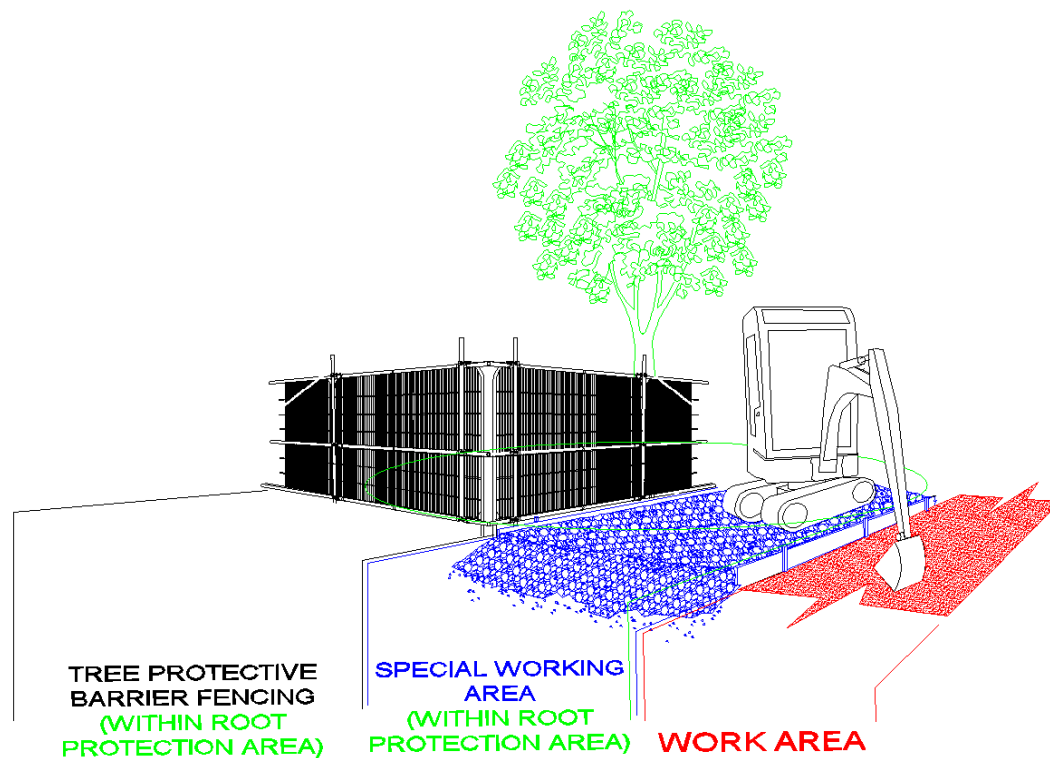 TREE PROTECTIVE
BARRIER FENCING
(WITHIN ROOT
PROTECTION AREA)
SPECIAL WORKING
AREA
(WITHIN ROOT
PROTECTION AREA)
WORK AREA